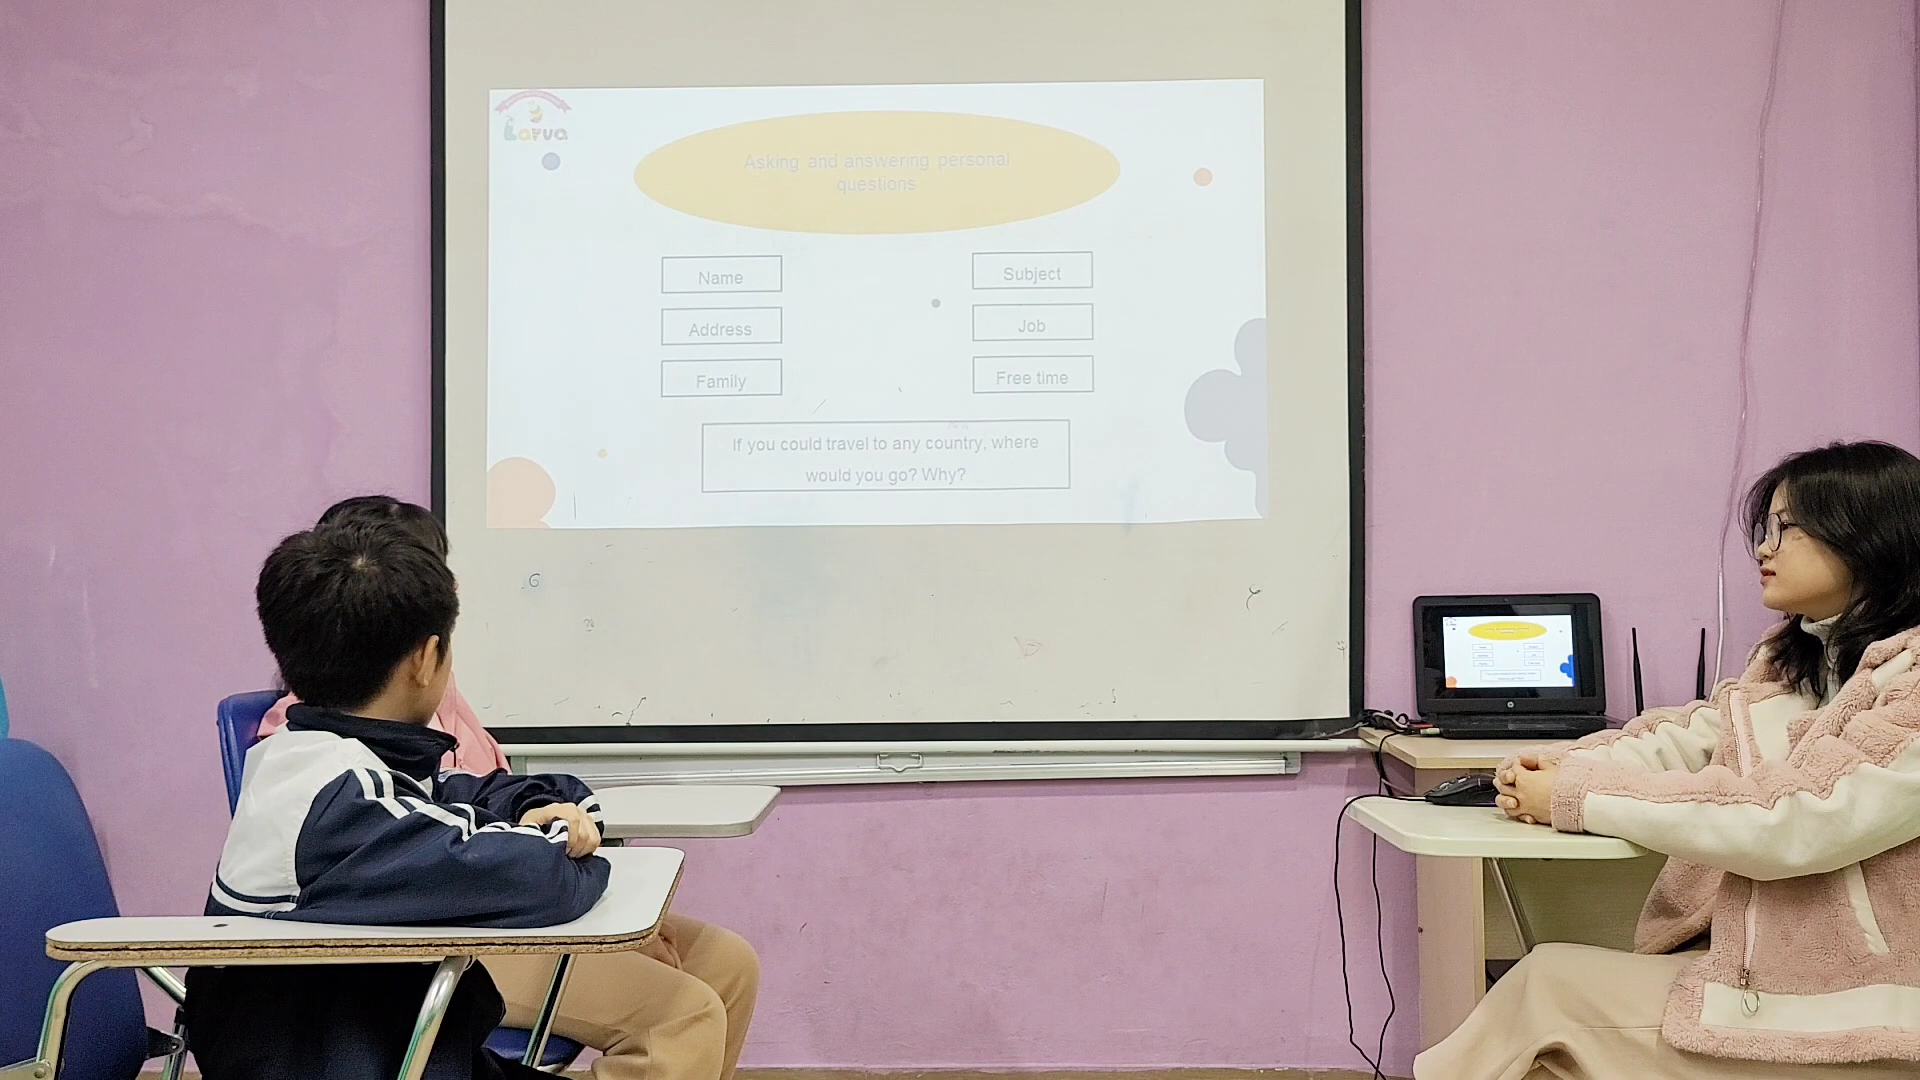 Larva
Asking and answering personal
questions
Name
Subject
Address
Job
Family
Free time
If you could travel to any country, where
would you go? Why?